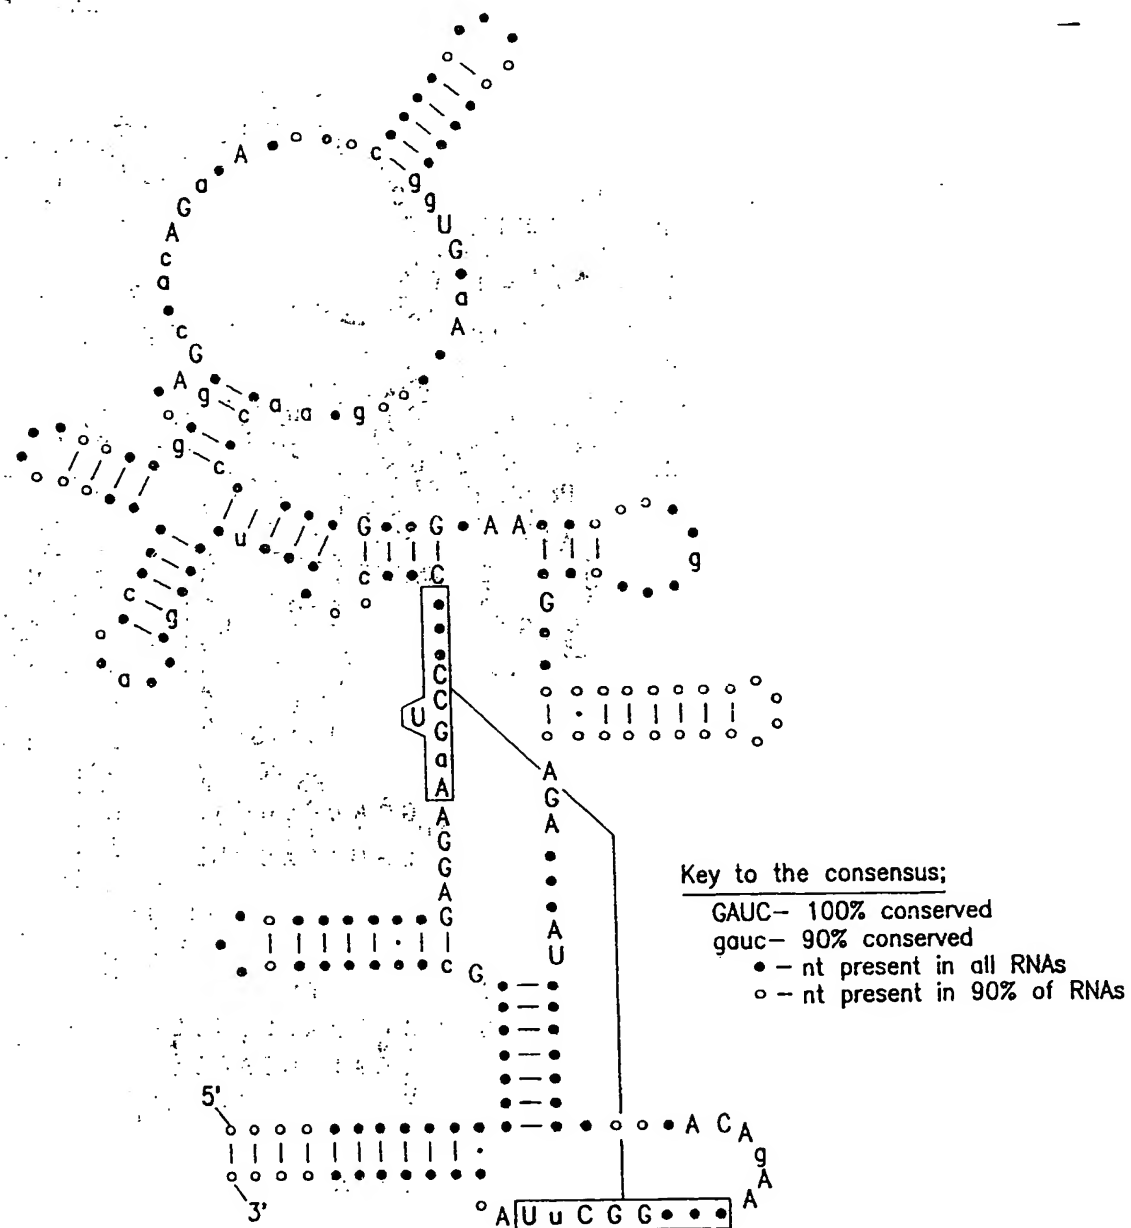 A
a
G
A
c
a
c
G
A
g
c
a
a
g
c
g
g
U
G
a
A
g
c
u
G
G
A A
g
c
C
G
c
g
a
C
C
U
G
a
A
A
G
G
A
G
c
G
A
G
A
A
U
Key to the consensus;
GAUC– 100% conserved
gauc– 90% conserved
• – nt present in all RNAs
o – nt present in 90% of RNAs
5'
A C A
g
A
A
3'
A U u C G G